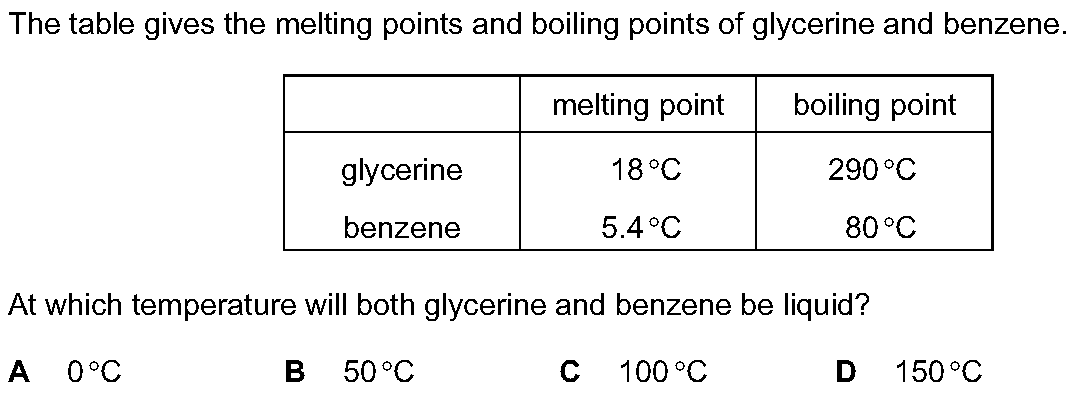 The table gives the melting points and boiling points of glycerine and benzene.
melting point boiling point
glycerine 18 °C 290 °C
benzene 5.4 °C 80 °C
At which temperature will both glycerine and benzene be liquid?
A 0 °C B 50 °C C 100 °C D 150 °C